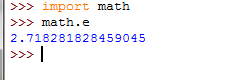 >>> import math
>>> math.e
2.718281828459045
>>>